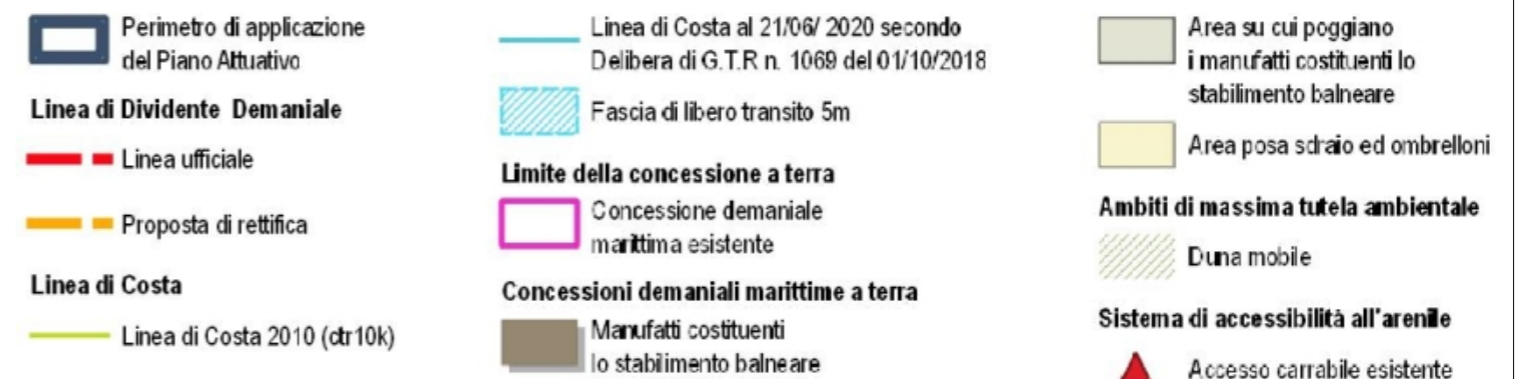 Perimetro di applicazione
del Piano Attuativo
Linea di Dividente Demaniale
Linea ufficiale
Proposta di rettifica
Linea di Costa
Linea di Costa 2010 (ctr10k)
Linea di Costa al 21/06/ 2020 secondo
Delibera di G.T.R n. 1069 del 01/10/2018
Fascia di libero transito 5m
Limite della concessione a terra
Concessione demaniale
marittima esistente
Concessioni demaniali marittime a terra
Manufatti costituenti
lo stabilimento balneare
Area su cui poggiano
i manufatti costituenti lo
stabilimento balneare
Area posa sdraio ed ombrelloni
Ambiti di massima tutela ambientale
Duna mobile
Sistema di accessibilità all'arenile
Accesso carrabile esistente